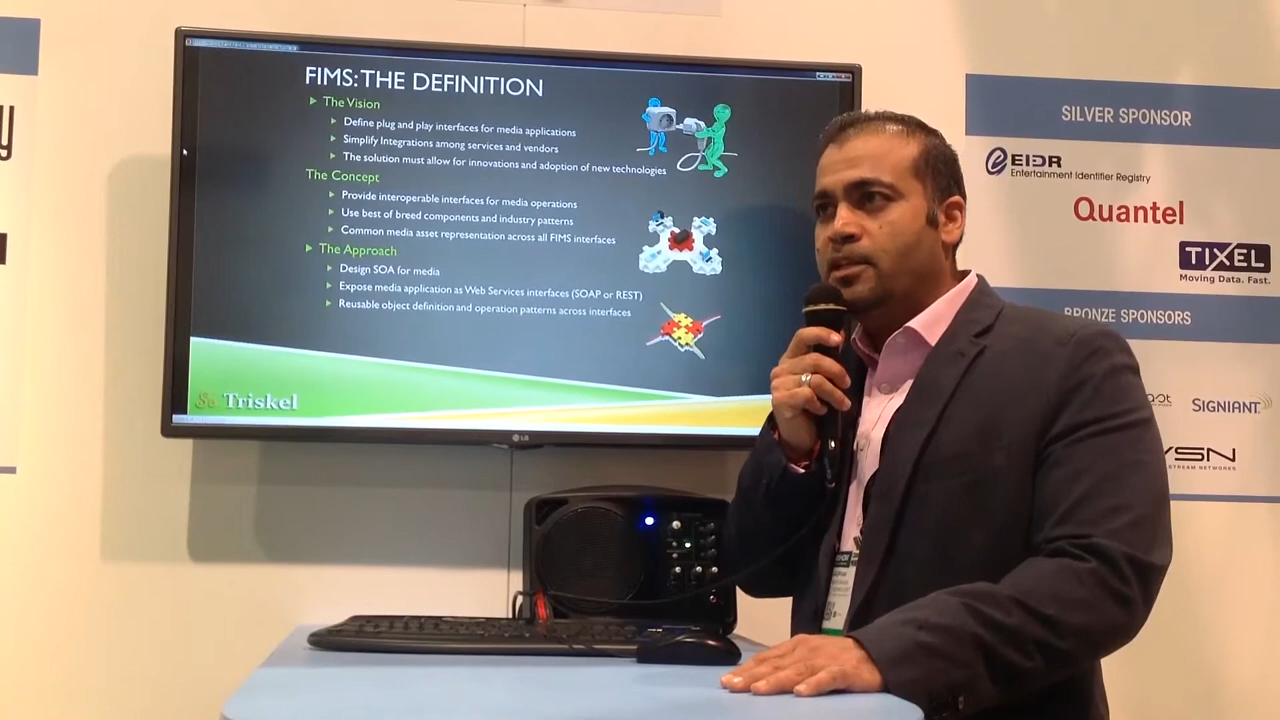 FIMS: THE DEFINITION
The Vision
Define plug and play interfaces for media applications
Simplify Integrations among services and vendors
The solution must allow for innovations and adoption of new technologies
The Concept
Provide interoperable interfaces for media operations
Use best of breed components and industry patterns
Common media asset representation across all FIMS interfaces
The Approach
Design SOA for media
Expose media application as Web Services interfaces (SOAP or REST)
Reusable object definition and operation patterns across interfaces
Triskel
LG
SILVER SPONSOR
EIDR
Entertainment Identifier Registry
Quantel
TIXEL
Moving Data. Fast.
BRONZE SPONSORS
SIGNIANT
VSN
STREAM NETWORKS